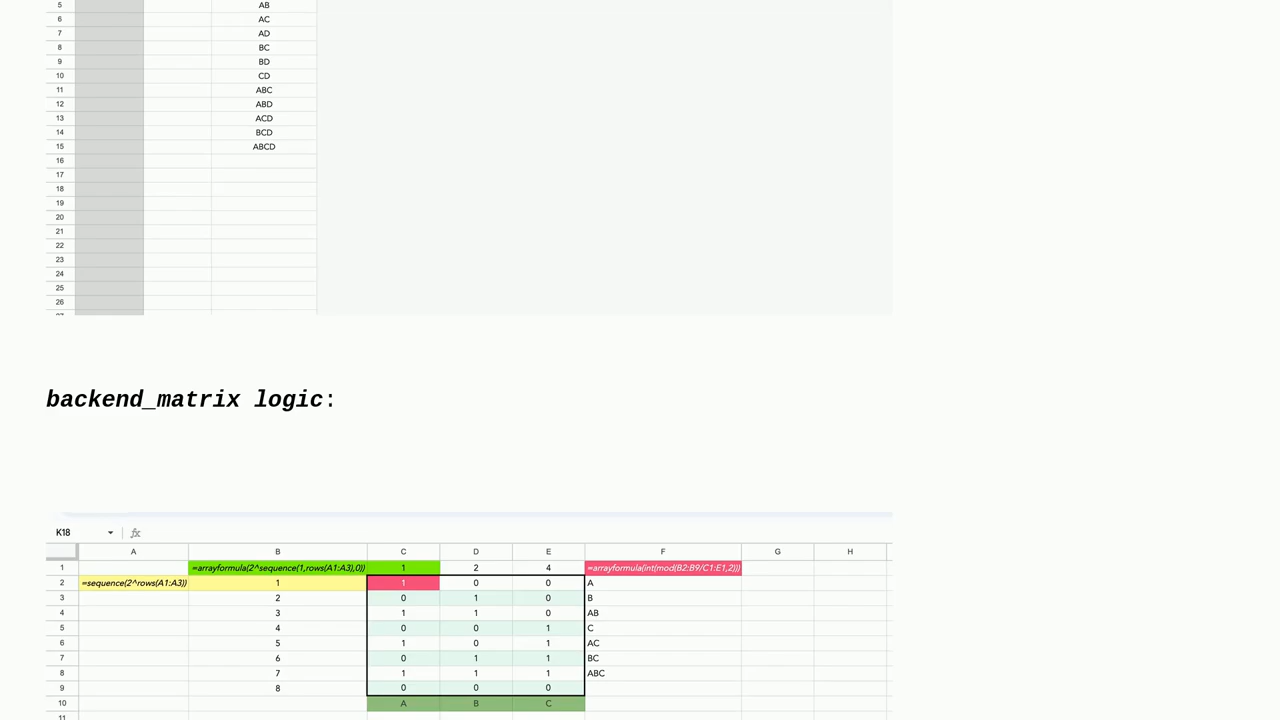 5 AB
6 AC
7 AD
8 BC
9 BD
10 CD
11 ABC
12 ABD
13 ACD
14 BCD
15 ABCD
16
17
18
19
20
21
22
23
24
25
26
backend_matrix logic:
K18 fx
A B C D E F G H
1 =arrayformula(2^sequence(1,rows(A1:A3),0)) 1 2 4 =arrayformula(int(mod(B2:B9/C1:E1,2)))
2 =sequence(2^rows(A1:A3)) 1 1 0 0 A
3 2 0 1 0 B
4 3 1 1 0 AB
5 4 0 0 1 C
6 5 1 0 1 AC
7 6 0 1 1 BC
8 7 1 1 1 ABC
9 8 0 0 0
10 A B C
11